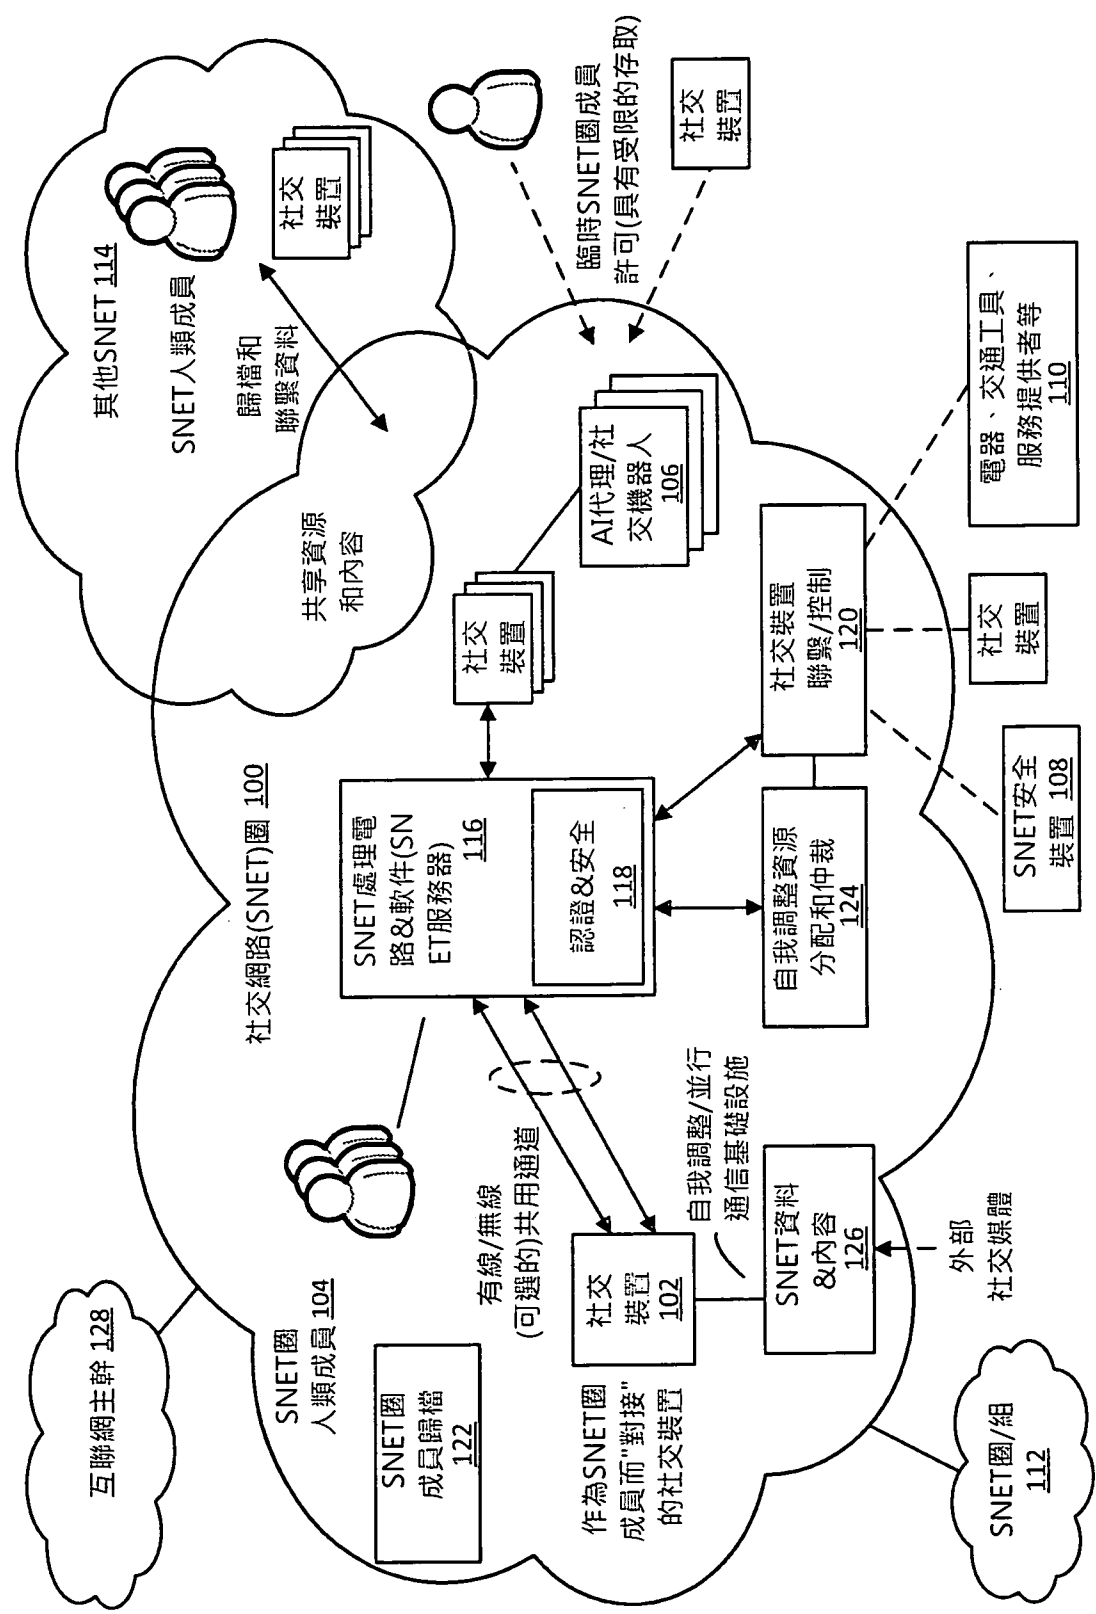 互聯網主幹 128
SNET圈
人類成員 104
SNET圈
成員歸檔
122
作為SNET圈
成員而"對接"
的社交裝置
SNET圈/組
112
社交網路(SNET)圈 100
有線/無線
(可選的)共用通道
社交
裝置
102
自我調整/並行
通信基礎設施
SNET資料
&內容
126
外部
社交媒體
SNET處理電
路&軟件(SN
ET服務器)
116
認證&安全
118
自我調整資源
分配和仲裁
124
社交
裝置
社交裝置
聯繫/控制
120
SNET安全
裝置 108
社交
裝置
電器、交通工具、
服務提供者等
110
AI代理/社
交機器人
106
共享資源
和內容
其他SNET 114
SNET人類成員
歸檔和
聯繫資料
社交
裝置
臨時SNET圈成員
許可(具有受限的存取)
社交
裝置